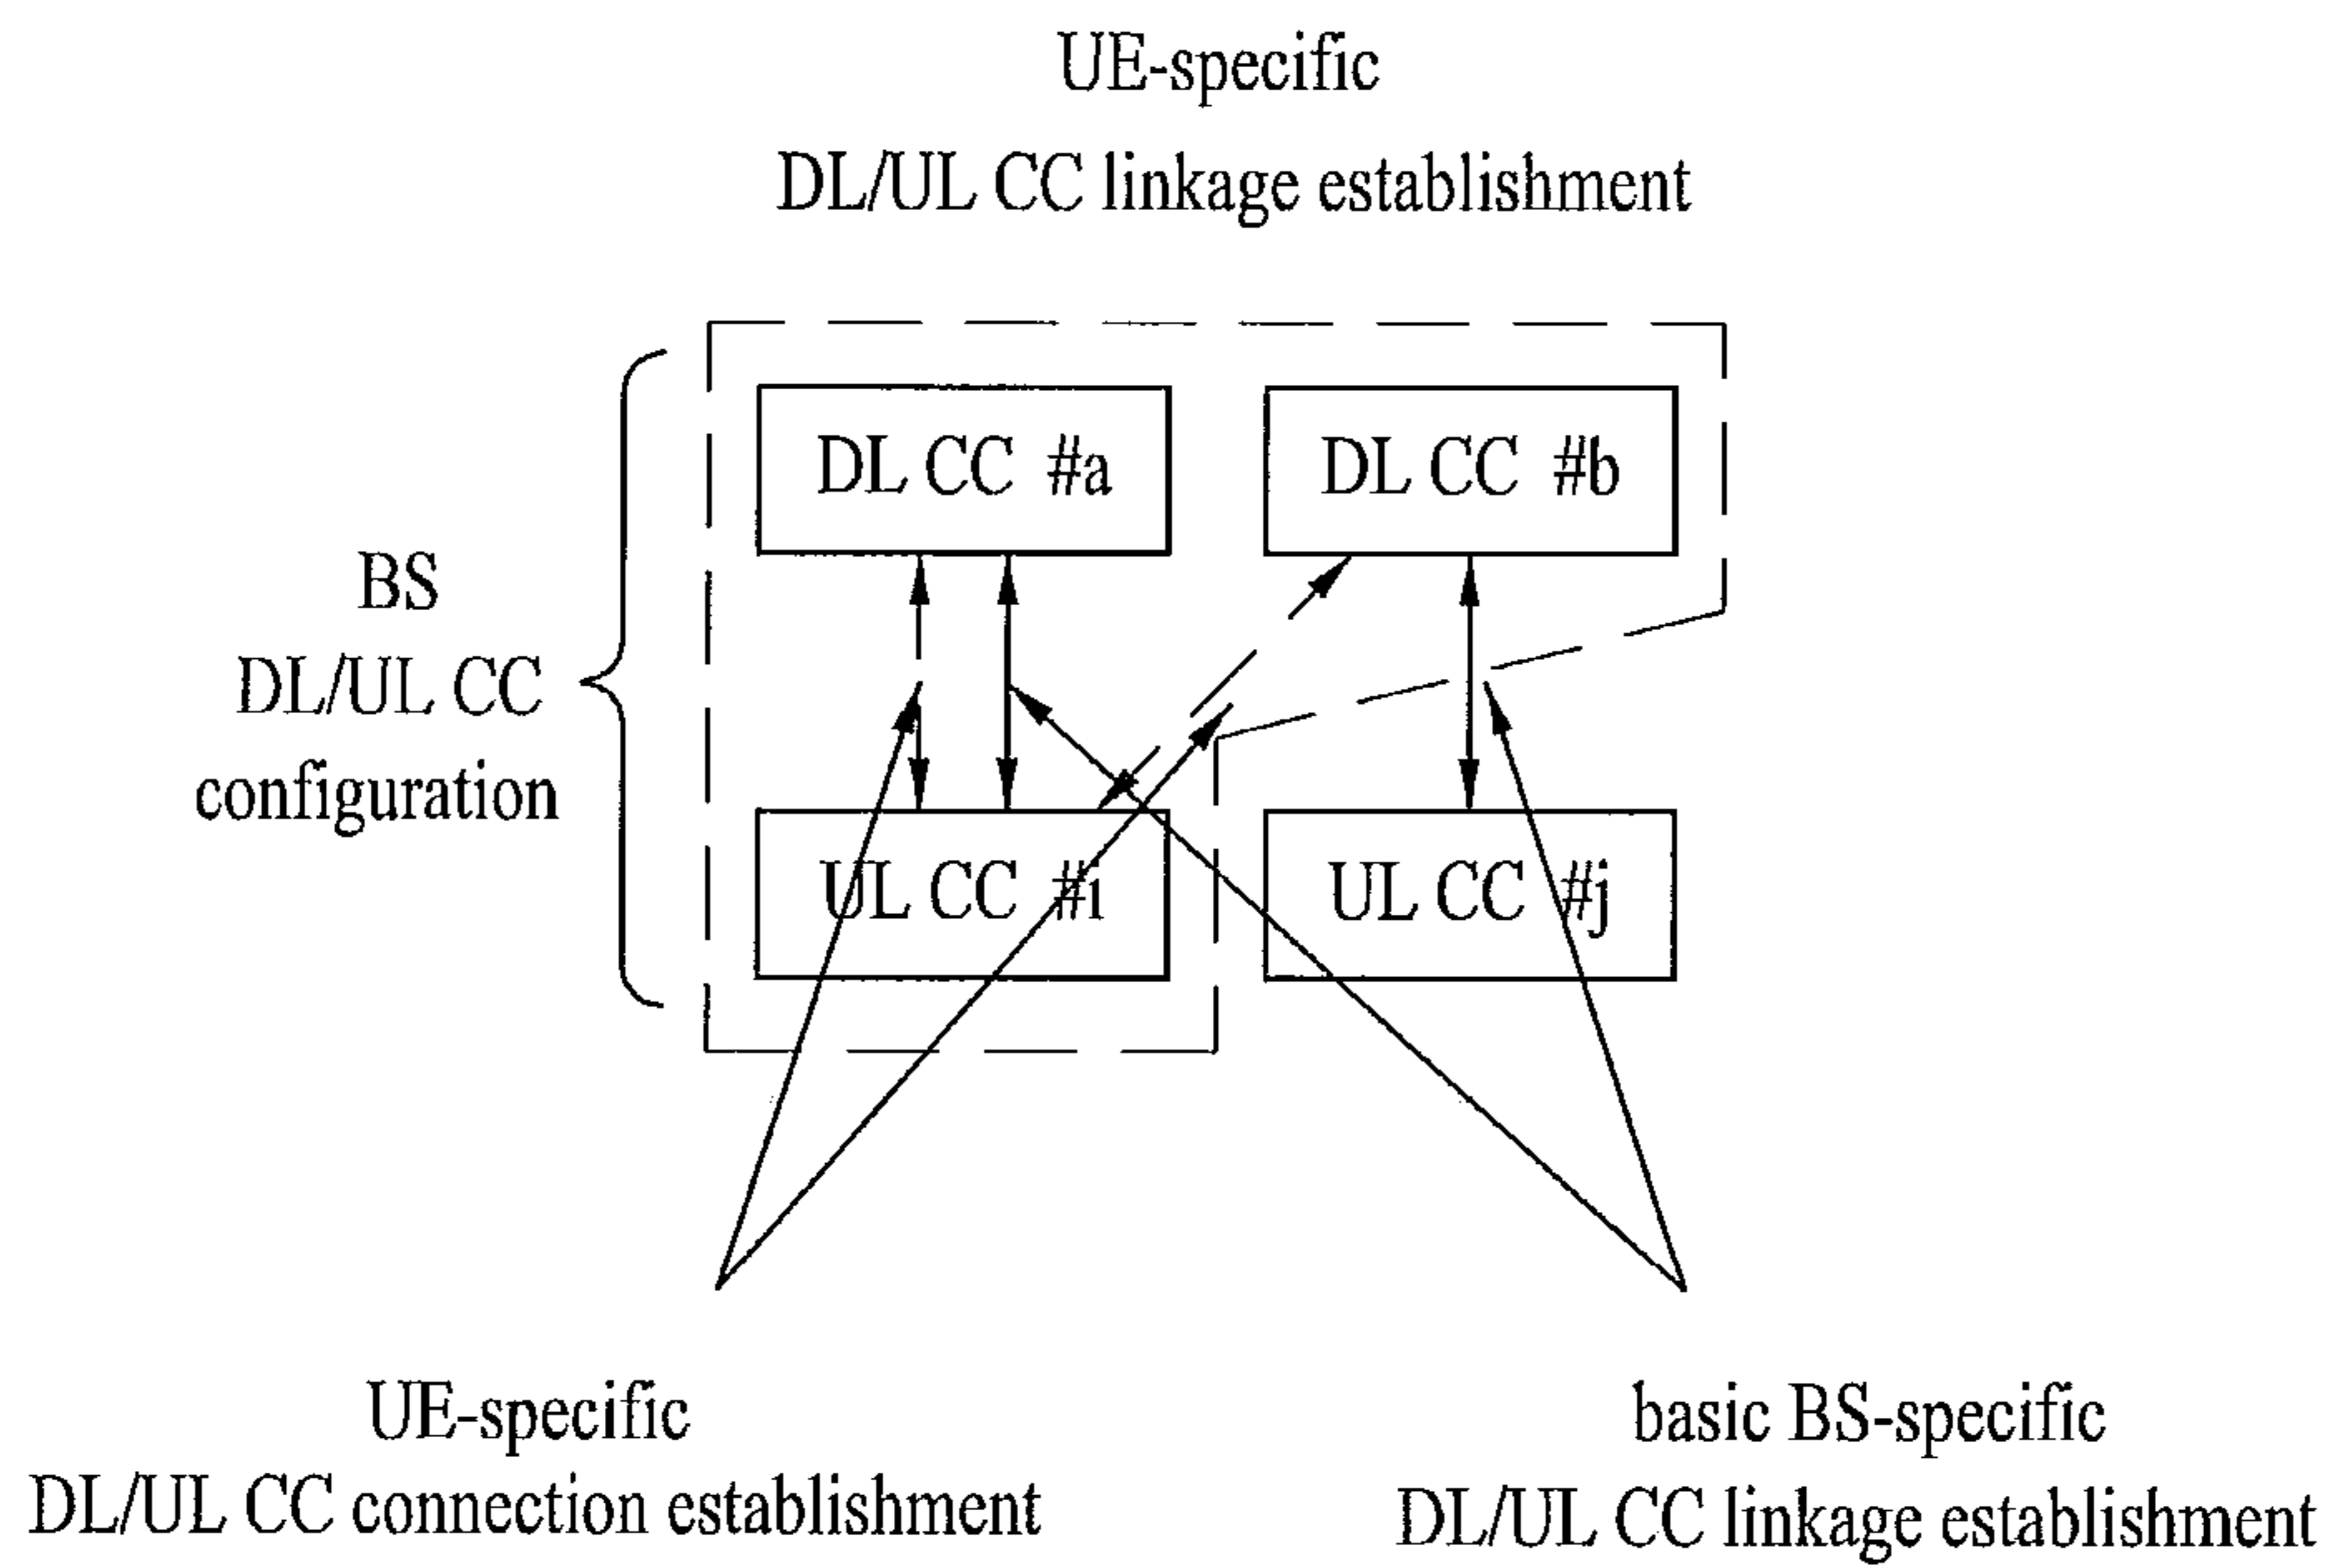 UE-specific
DL/UL CC linkage establishment
DL CC #a
DL CC #b
BS
DL/UL CC
configuration
UL CC #i
UL CC #j
UE-specific
DL/UL CC connection establishment
basic BS-specific
DL/UL CC linkage establishment